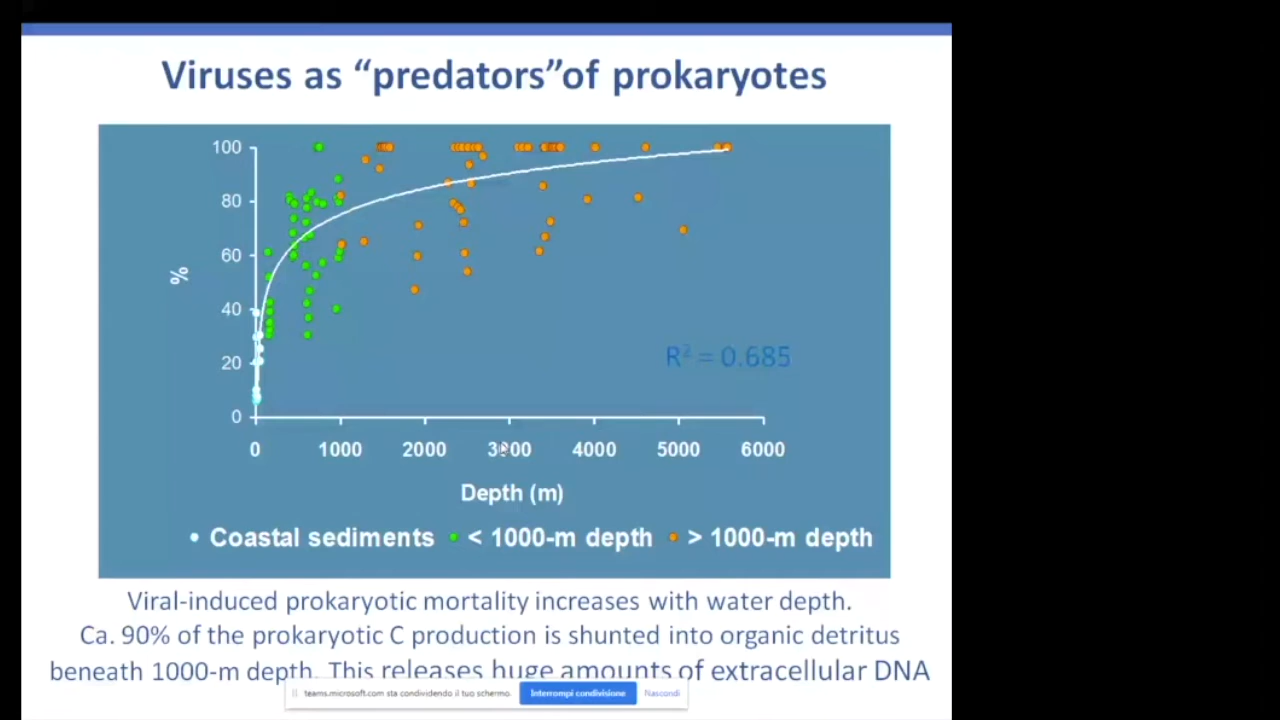 Viruses as “predators”of prokaryotes
100
80
60
40
20
0
%
R² = 0.685
0 1000 2000 3000 4000 5000 6000
Depth (m)
• Coastal sediments • < 1000-m depth • > 1000-m depth
Viral-induced prokaryotic mortality increases with water depth.
Ca. 90% of the prokaryotic C production is shunted into organic detritus
beneath 1000-m depth. This releases huge amounts of extracellular DNA
teams.microsoft.com sta condividendo il tuo schermo. Interrompi condivisione Nascondi